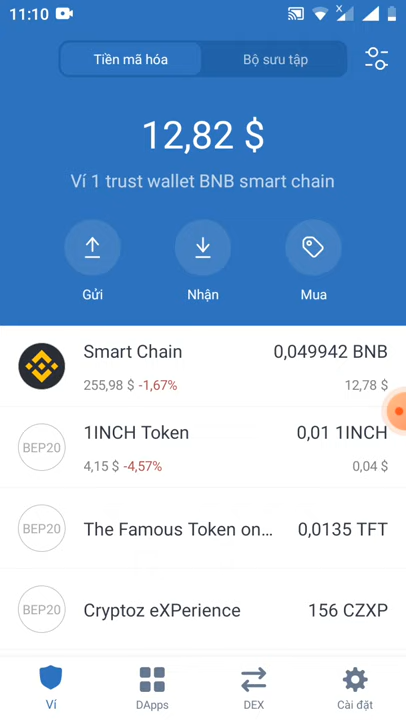 11:10
Tiền mã hóa
Bộ sưu tập
12,82 $
Ví 1 trust wallet BNB smart chain
Gửi
Nhận
Mua
Smart Chain 0,049942 BNB
255,98 $ -1,67% 12,78 $
BEP20
1INCH Token 0,01 1INCH
4,15 $ -4,57% 0,04 $
BEP20
The Famous Token on... 0,0135 TFT
BEP20
Cryptoz eXPerience 156 CZXP
Ví
DApps
DEX
Cài đặt